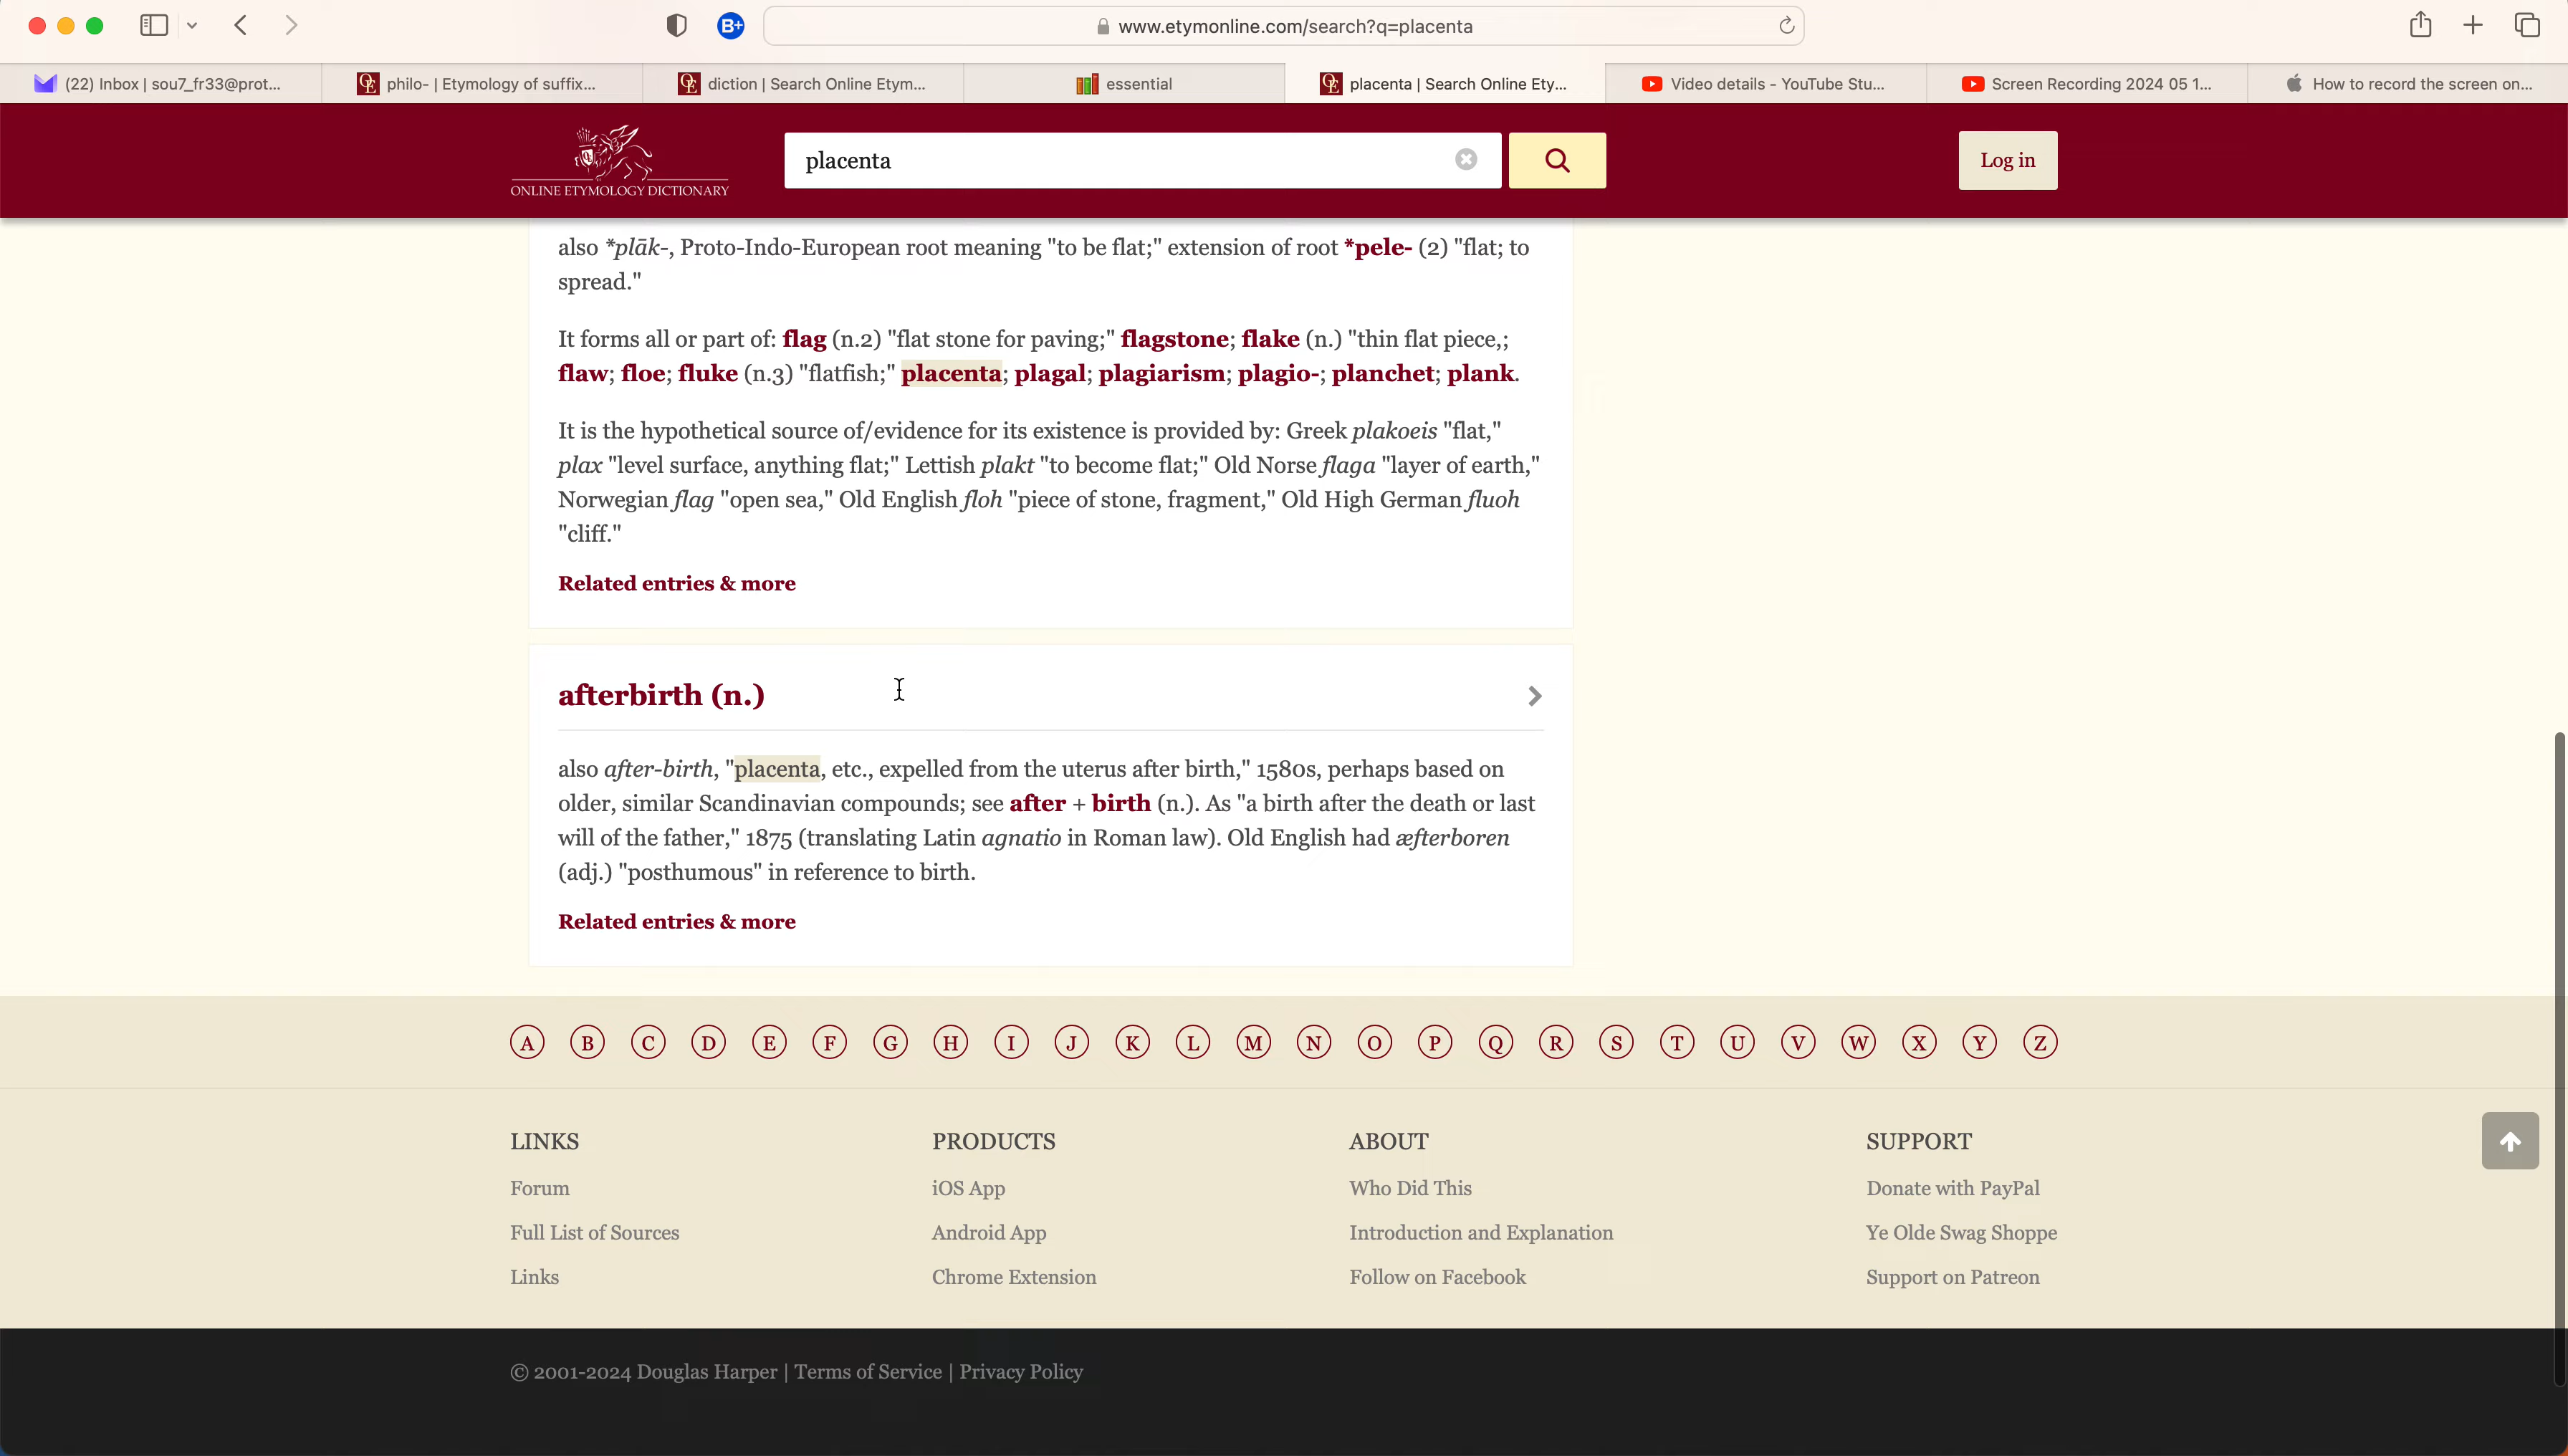 www.etymonline.com/search?q=placenta
(22) Inbox | sou7_fr33@prot...
philo- | Etymology of suffix...
diction | Search Online Etym...
essential
placenta | Search Online Ety...
Video details - YouTube Stu...
Screen Recording 2024 05 1...
How to record the screen on...
ONLINE ETYMOLOGY DICTIONARY
placenta
Log in
also *plāk-, Proto-Indo-European root meaning "to be flat;" extension of root *pele- (2) "flat; to
spread."
It forms all or part of: flag (n.2) "flat stone for paving;" flagstone; flake (n.) "thin flat piece,;
flaw; floe; fluke (n.3) "flatfish;" placenta; plagal; plagiarism; plagio-; planchet; plank.
It is the hypothetical source of/evidence for its existence is provided by: Greek plakoeis "flat,"
plax "level surface, anything flat;" Lettish plakt "to become flat;" Old Norse flaga "layer of earth,"
Norwegian flag "open sea," Old English floh "piece of stone, fragment," Old High German fluoh
"cliff."
Related entries & more
afterbirth (n.)
also after-birth, "placenta, etc., expelled from the uterus after birth," 1580s, perhaps based on
older, similar Scandinavian compounds; see after + birth (n.). As "a birth after the death or last
will of the father," 1875 (translating Latin agnatio in Roman law). Old English had æfterboren
(adj.) "posthumous" in reference to birth.
Related entries & more
A B C D E F G H I J K L M N O P Q R S T U V W X Y Z
LINKS
Forum
Full List of Sources
Links
PRODUCTS
iOS App
Android App
Chrome Extension
ABOUT
Who Did This
Introduction and Explanation
Follow on Facebook
SUPPORT
Donate with PayPal
Ye Olde Swag Shoppe
Support on Patreon
© 2001-2024 Douglas Harper | Terms of Service | Privacy Policy